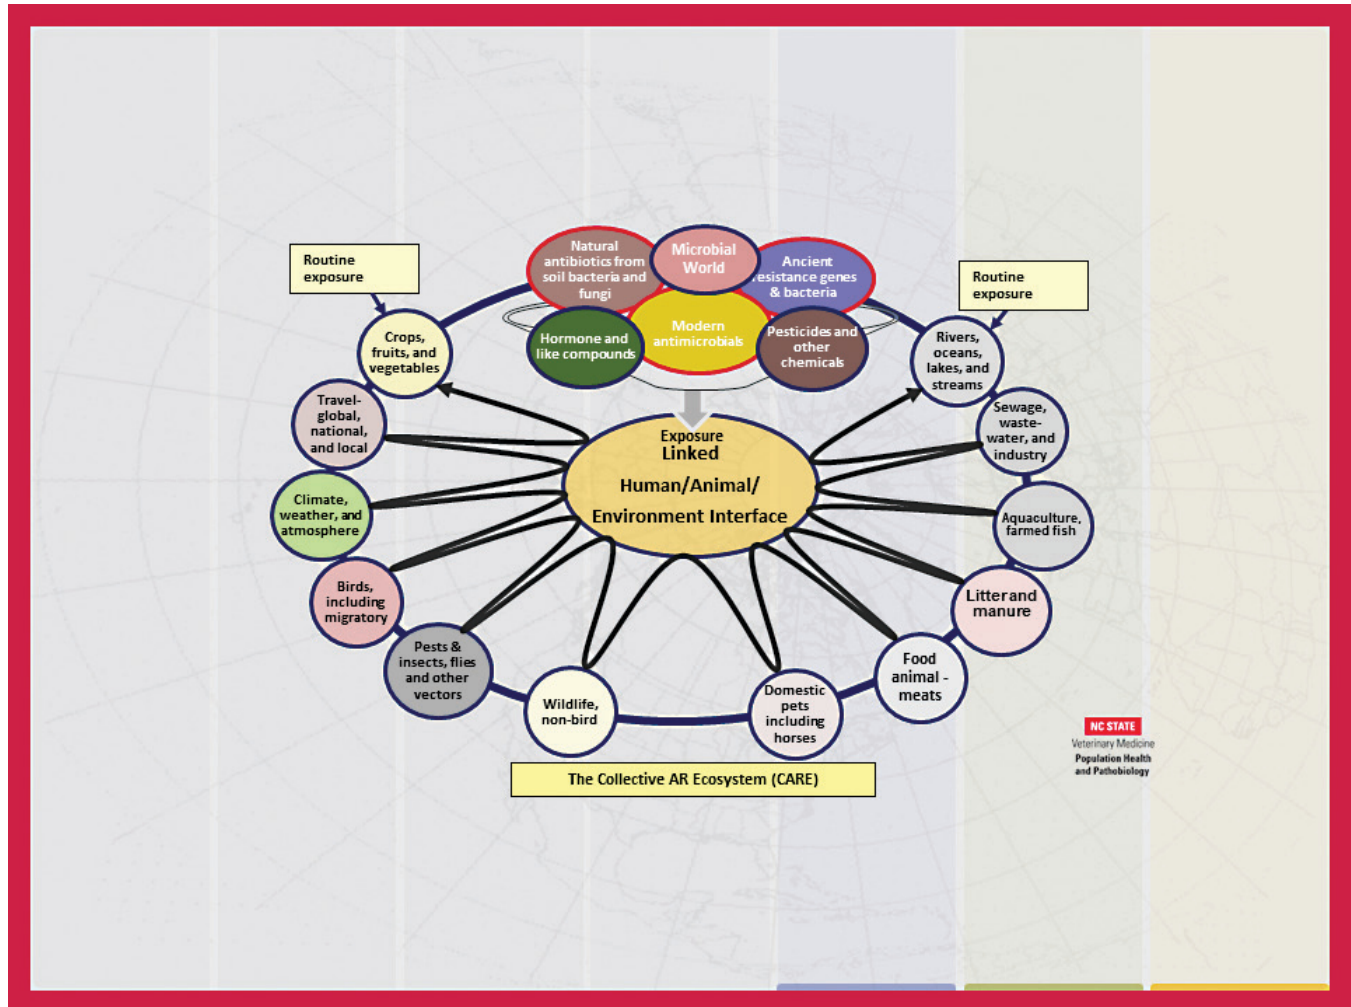 Routine
exposure
Natural
antibiotics from
soil bacteria and
fungi
Microbial
World
Ancient
resistance genes
& bacteria
Routine
exposure
Hormone and
like compounds
Modern
antimicrobials
Pesticides and
other
chemicals
Crops,
fruits, and
vegetables
Rivers,
oceans,
lakes, and
streams
Travel-
global,
national,
and local
Sewage,
waste-
water, and
industry
Exposure
Linked
Human/Animal/
Environment Interface
Climate,
weather, and
atmosphere
Aquaculture,
farmed fish
Birds,
including
migratory
Litter and
manure
Pests &
insects, flies
and other
vectors
Food
animal -
meats
Wildlife,
non-bird
Domestic
pets
including
horses
NC STATE
Veterinary Medicine
Population Health
and Pathobiology
The Collective AR Ecosystem (CARE)